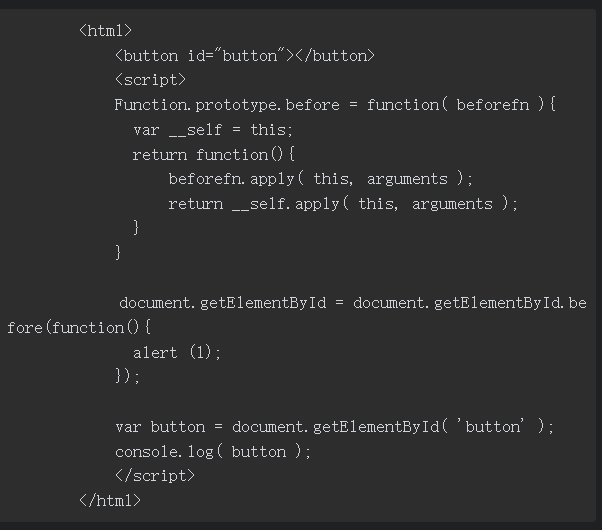 <html>
<button id="button"></button>
<script>
Function.prototype.before = function( beforefn ){
var __self = this;
return function(){
beforefn.apply( this, arguments );
return __self.apply( this, arguments );
}
}
document.getElementById = document.getElementById.be
fore(function(){
alert (1);
});
var button = document.getElementById( 'button' );
console.log( button );
</script>
</html>